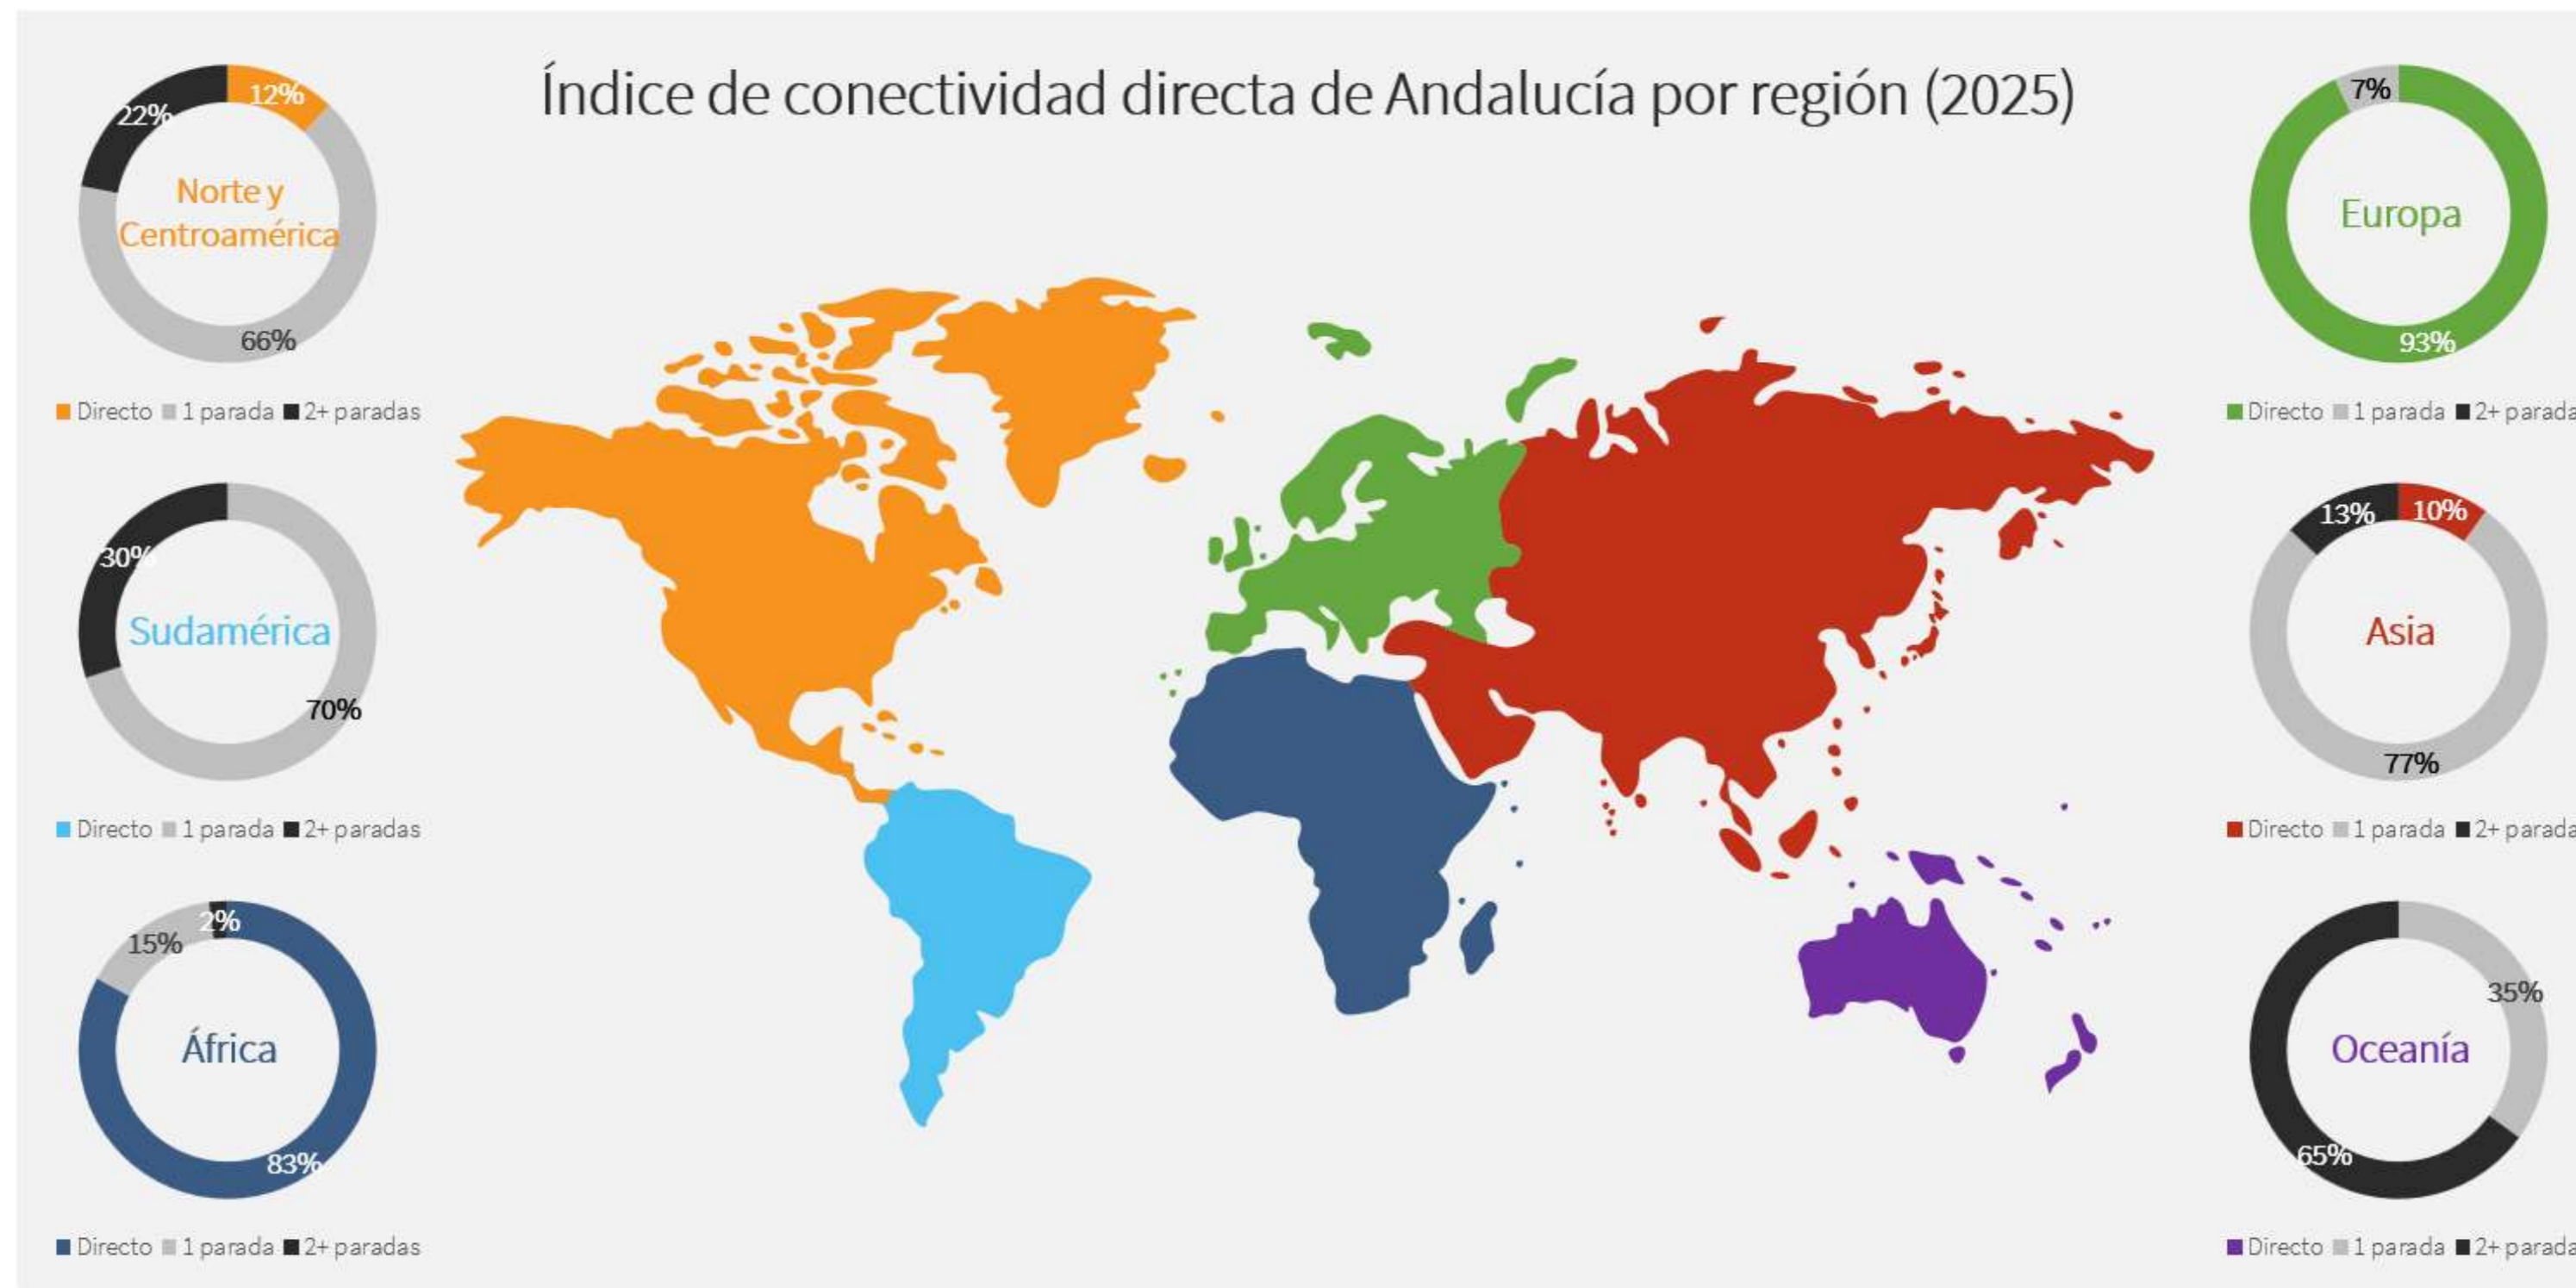 Índice de conectividad directa de Andalucía por región (2025)
12%
22%
Norte y
Centroamérica
66%
Directo 1 parada 2+ paradas
30%
Sudamérica
70%
Directo 1 parada 2+ paradas
2%
15%
África
83%
Directo 1 parada 2+ paradas
7%
Europa
93%
Directo 1 parada 2+ parada
13% 10%
Asia
77%
Directo 1 parada 2+ parada
35%
Oceanía
65%
Directo 1 parada 2+ parada